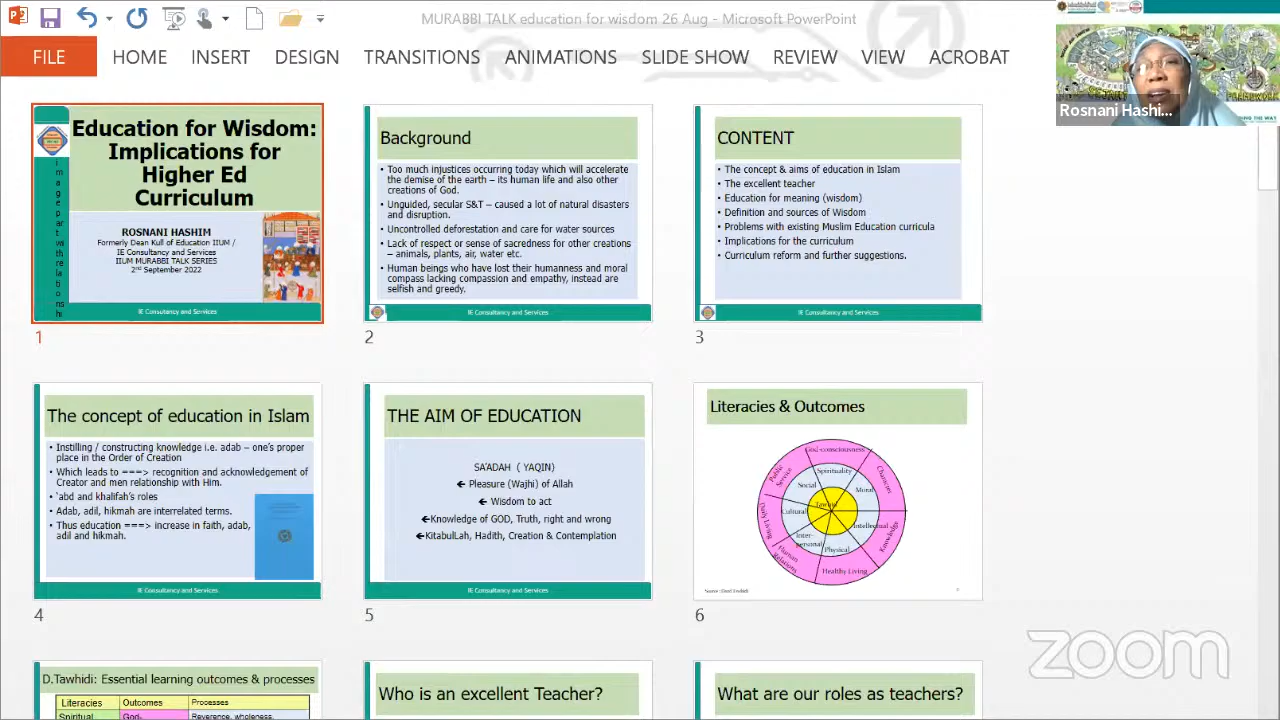 MURABBI TALK education for wisdom 26 Aug - Microsoft PowerPoint
FILE HOME INSERT DESIGN TRANSITIONS ANIMATIONS SLIDE SHOW REVIEW VIEW ACROBAT
Rosnani Hashi...
Education for Wisdom:
Implications for
Higher Ed
Curriculum
ROSNANI HASHIM
Formerly Dean Kull of Education IIUM /
IE Consultancy and Services
IIUM MURABBI TALK SERIES
2nd September 2022
IE Consultancy and Services
1
Background
• Too much injustices occurring today which will accelerate
the demise of the earth – its human life and also other
creations of God.
• Unguided, secular S&T – caused a lot of natural disasters
and disruption.
• Uncontrolled deforestation and care for water sources
• Lack of respect or sense of sacredness for other creations
– animals, plants, air, water etc.
• Human beings who have lost their humanness and moral
compass lacking compassion and empathy, instead are
selfish and greedy.
IE Consultancy and Services
2
CONTENT
• The concept & aims of education in Islam
• The excellent teacher
• Education for meaning (wisdom)
• Definition and sources of Wisdom
• Problems with existing Muslim Education curricula
• Implications for the curriculum
• Curriculum reform and further suggestions.
IE Consultancy and Services
3
The concept of education in Islam
• Instilling / constructing knowledge i.e. adab – one's proper
place in the Order of Creation
• Which leads to ===> recognition and acknowledgement of
Creator and men relationship with Him.
• 'abd and khalifah's roles
• Adab, adil, hikmah are interrelated terms.
• Thus education ===> increase in faith, adab,
adil and hikmah.
IE Consultancy and Services
4
THE AIM OF EDUCATION
SA'ADAH ( YAQIN)
← Pleasure (Wajhi) of Allah
← Wisdom to act
←Knowledge of GOD, Truth, right and wrong
←KitabulLah, Hadith, Creation & Contemplation
IE Consultancy and Services
5
Literacies & Outcomes
God-consciousness
Spirituality
Character
Social
Moral
Cultural
Intellectual
Knowledge
Inter-
personal
Physical
Healthy Living
6
zoom
D.Tawhidi: Essential learning outcomes & processes
Literacies Outcomes Processes
Spiritual God- Reverence, wholeness,
Who is an excellent Teacher?
What are our roles as teachers?